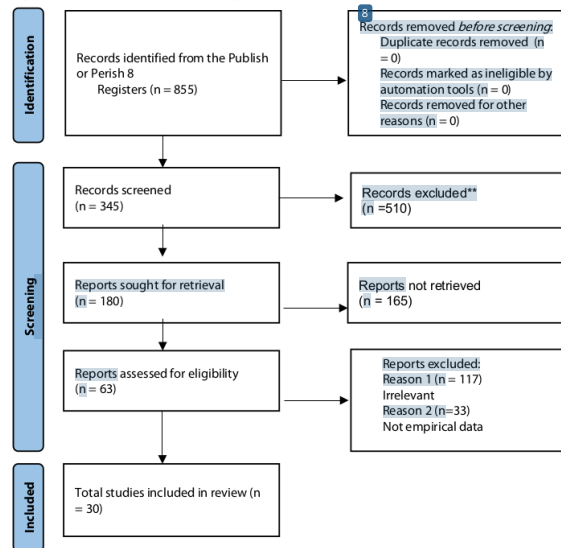 Identification
Records identified from the Publish
or Perish 8
Registers (n = 855)
8
Records removed before screening:
Duplicate records removed (n
= 0)
Records marked as ineligible by
automation tools (n = 0)
Records removed for other
reasons (n = 0)
Screening
Records screened
(n = 345)
Records excluded**
(n =510)
Reports sought for retrieval
(n = 180)
Reports not retrieved
(n = 165)
Reports assessed for eligibility
(n = 63)
Reports excluded:
Reason 1 (n = 117)
Irrelevant
Reason 2 (n=33)
Not empirical data
Included
Total studies included in review (n
= 30)